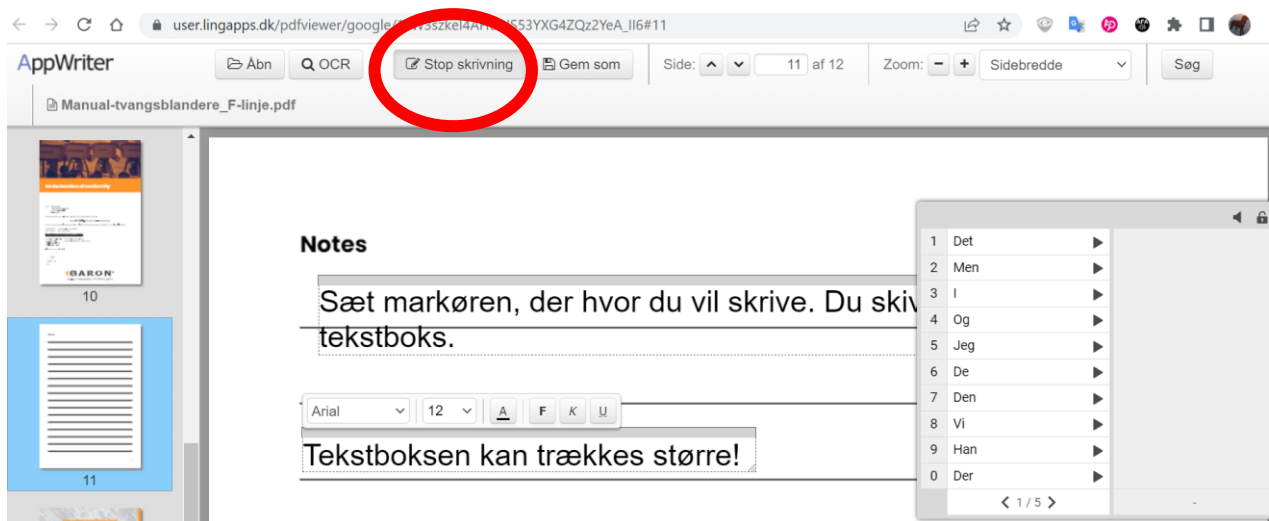 user.lingapps.dk/pdfviewer/google/
S53YXG4ZQz2YeA_II6#11
AppWriter
Åbn
OCR
Stop skrivning
Gem som
Side:
11 af 12
Zoom:
Sidebredde
Søg
Manual-tvangsblandere_F-linje.pdf
BARON
10
11
Notes
Sæt markøren, der hvor du vil skrive. Du skiv
tekstboks.
Arial
12
A
F
K
U
Tekstboksen kan trækkes større!
1 Det
2 Men
3 I
4 Og
5 Jeg
6 De
7 Den
8 Vi
9 Han
0 Der
1 / 5
-